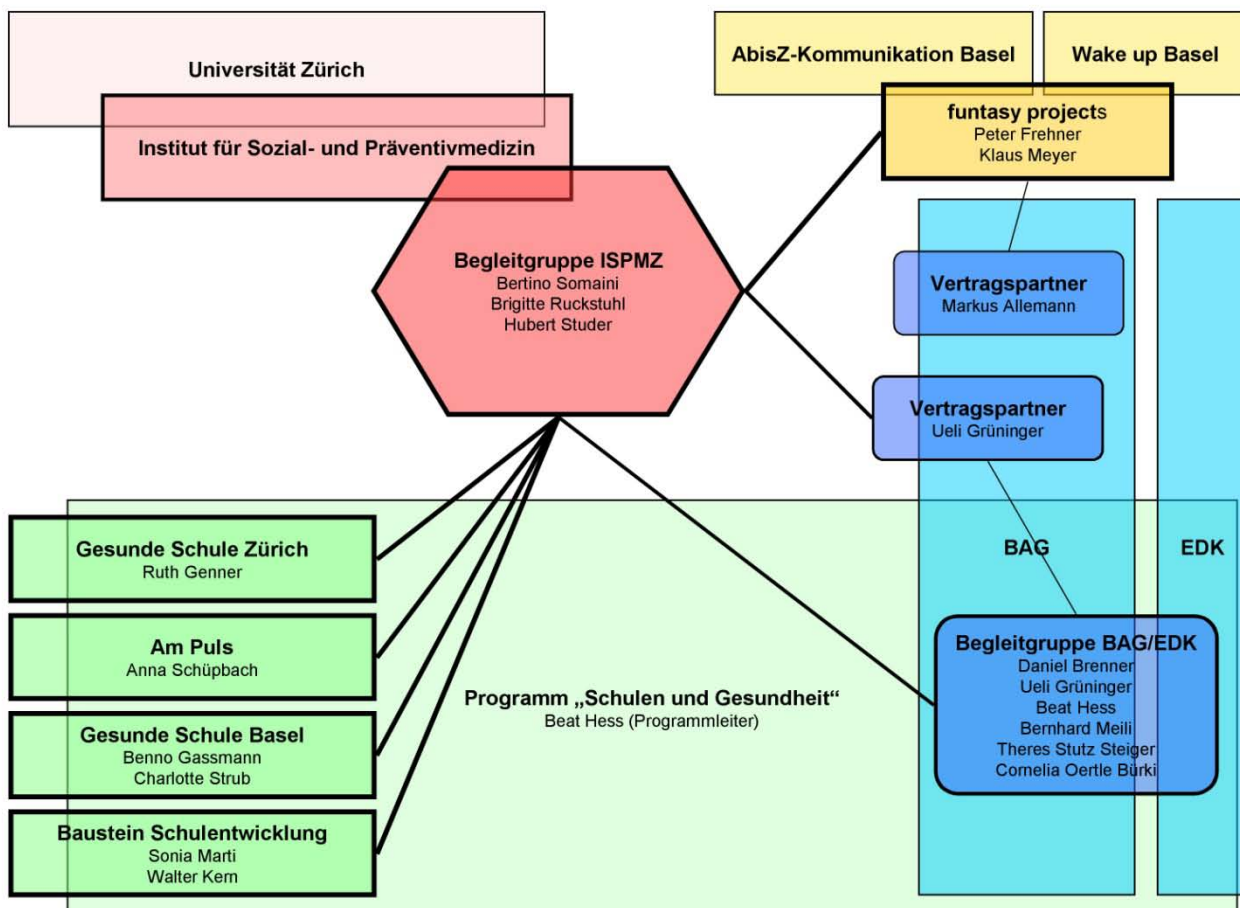 Universität Zürich
Institut für Sozial- und Präventivmedizin
AbisZ-Kommunikation Basel
Wake up Basel
funtasy projects
Peter Frehner
Klaus Meyer
Begleitgruppe ISPMZ
Bertino Somaini
Brigitte Ruckstuhl
Hubert Studer
Vertragspartner
Markus Allemann
Vertragspartner
Ueli Grüninger
Gesunde Schule Zürich
Ruth Genner
Am Puls
Anna Schüpbach
Gesunde Schule Basel
Benno Gassmann
Charlotte Strub
Baustein Schulentwicklung
Sonia Marti
Walter Kern
Programm „Schulen und Gesundheit“
Beat Hess (Programmleiter)
BAG
EDK
Begleitgruppe BAG/EDK
Daniel Brenner
Ueli Grüninger
Beat Hess
Bernhard Meili
Theres Stutz Steiger
Cornelia Oertle Bürki